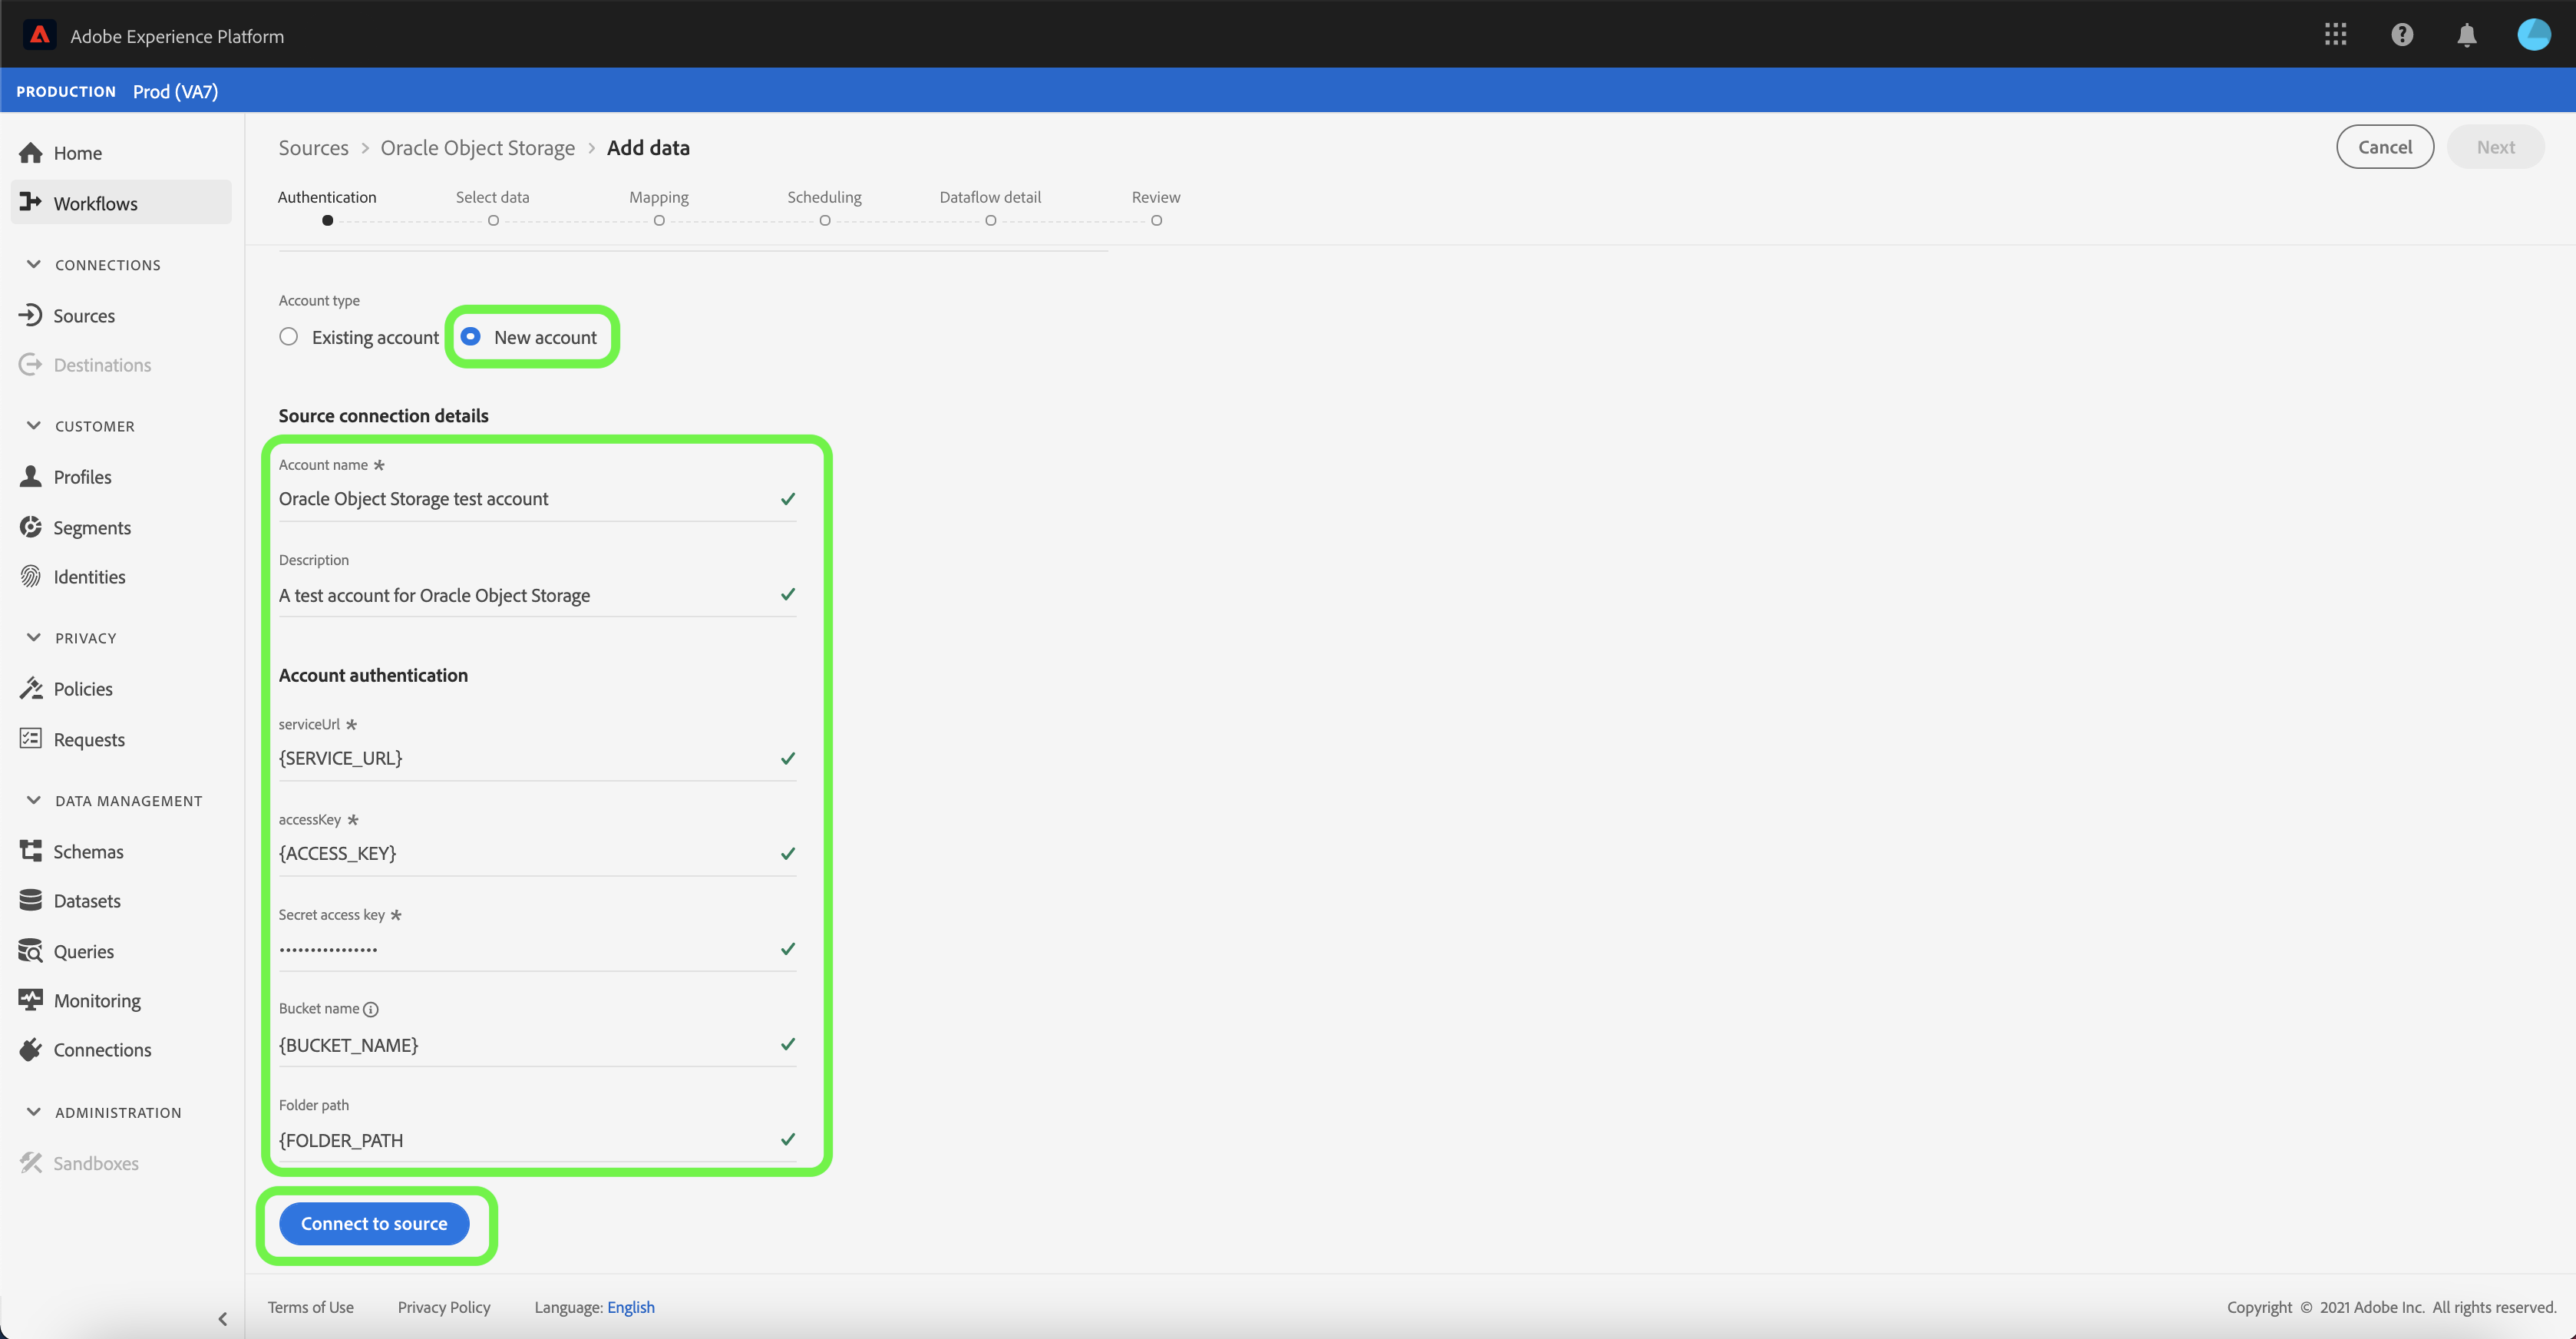 Adobe Experience Platform
PRODUCTION Prod (VA7)
Home
Workflows
CONNECTIONS
Sources
Destinations
CUSTOMER
Profiles
Segments
Identities
PRIVACY
Policies
Requests
DATA MANAGEMENT
Schemas
Datasets
Queries
Monitoring
Connections
ADMINISTRATION
Sandboxes
Sources > Oracle Object Storage > Add data
Cancel Next
Authentication Select data Mapping Scheduling Dataflow detail Review
Account type
Existing account New account
Source connection details
Account name *
Oracle Object Storage test account
Description
A test account for Oracle Object Storage
Account authentication
serviceUrl *
{SERVICE_URL}
accessKey *
{ACCESS_KEY}
Secret access key *
••••••••••••••••
Bucket name
{BUCKET_NAME}
Folder path
{FOLDER_PATH
Connect to source
Terms of Use Privacy Policy Language: English
Copyright © 2021 Adobe Inc. All rights reserved.